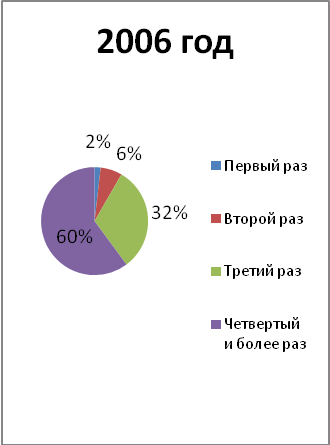 2006 год
2%
6%
32%
60%
Первый раз
Второй раз
Третий раз
Четвертый
и более раз